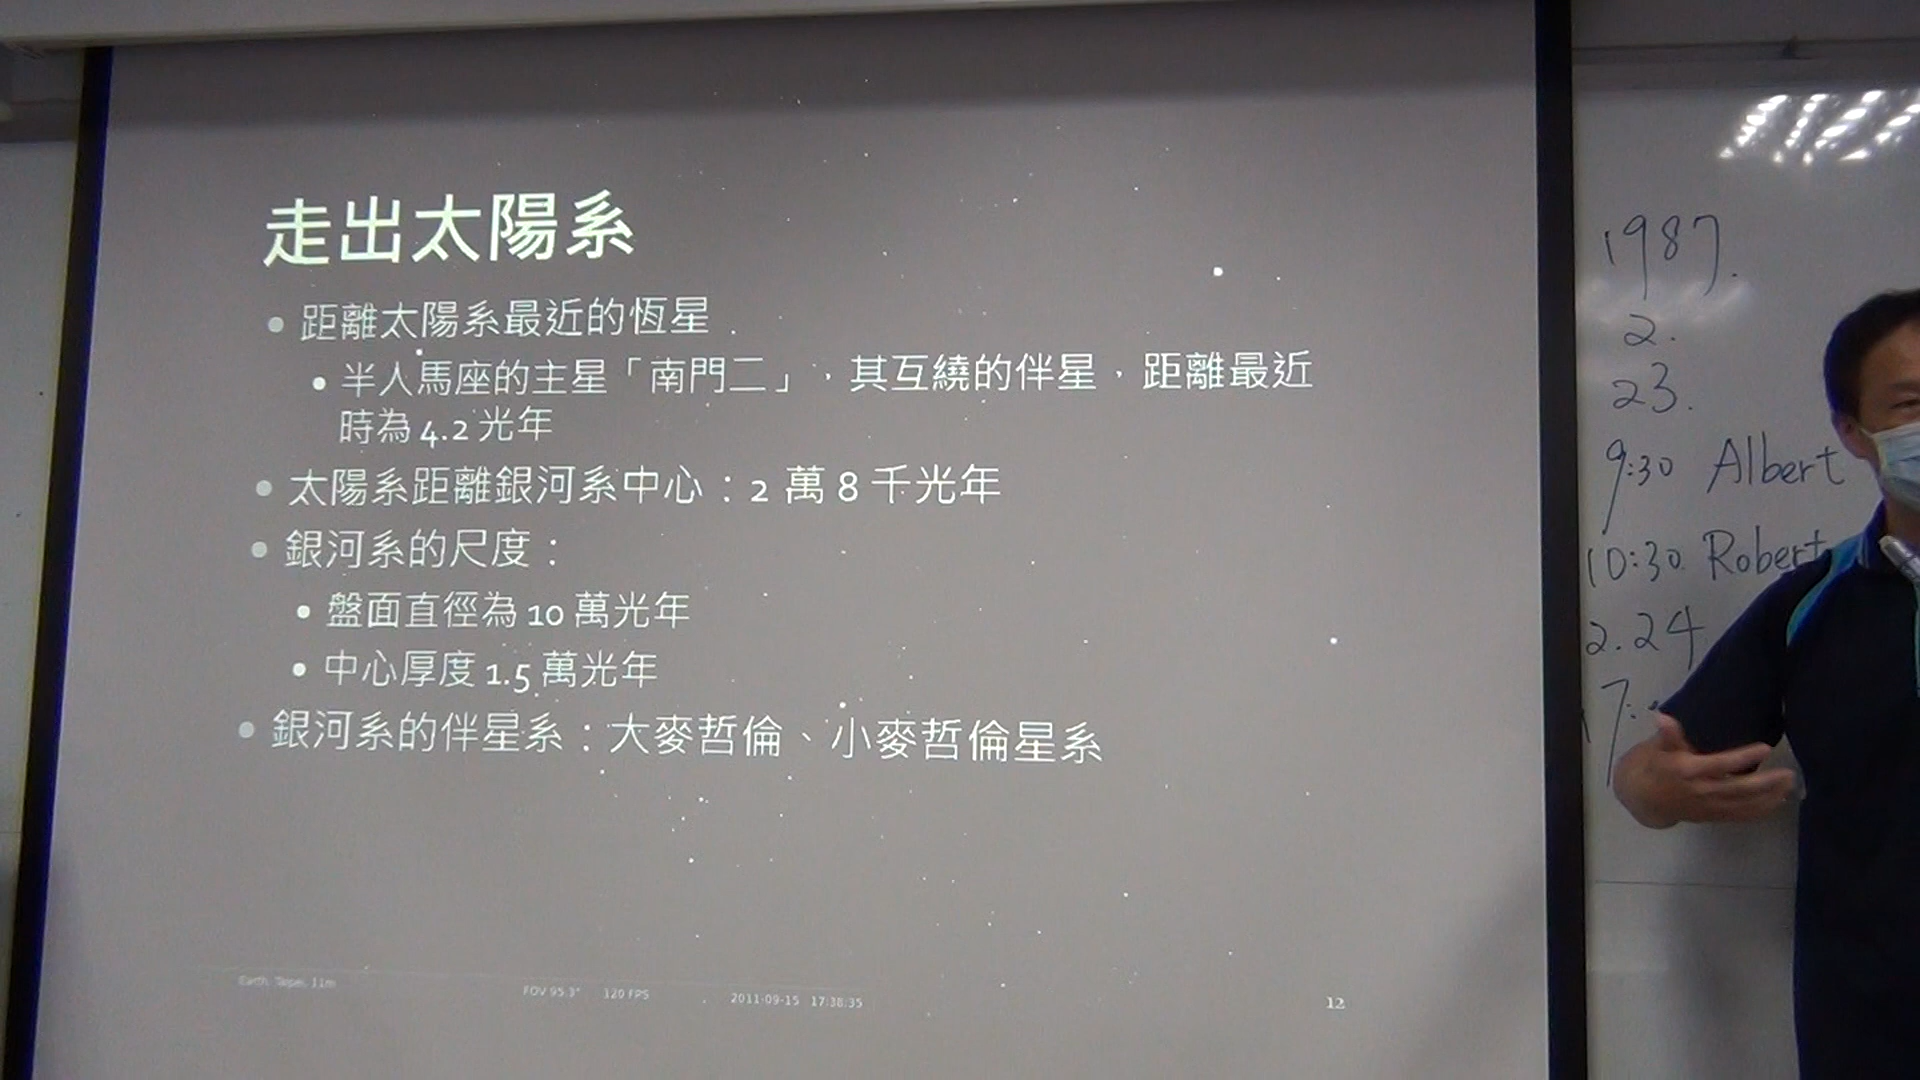 走出太陽系
距離太陽系最近的恆星
半人馬座的主星「南門二」，其互繞的伴星，距離最近
時為 4.2 光年
太陽系距離銀河系中心：2 萬 8 千光年
銀河系的尺度：
盤面直徑為 10 萬光年
中心厚度 1.5 萬光年
銀河系的伴星系：大麥哲倫、小麥哲倫星系
Earth, Taipei, 11m
FOV 95.3° 120 FPS 2011-09-15 17:38:35
12
1987.
2.
23.
9:30 Albert
10:30 Robert
2.24